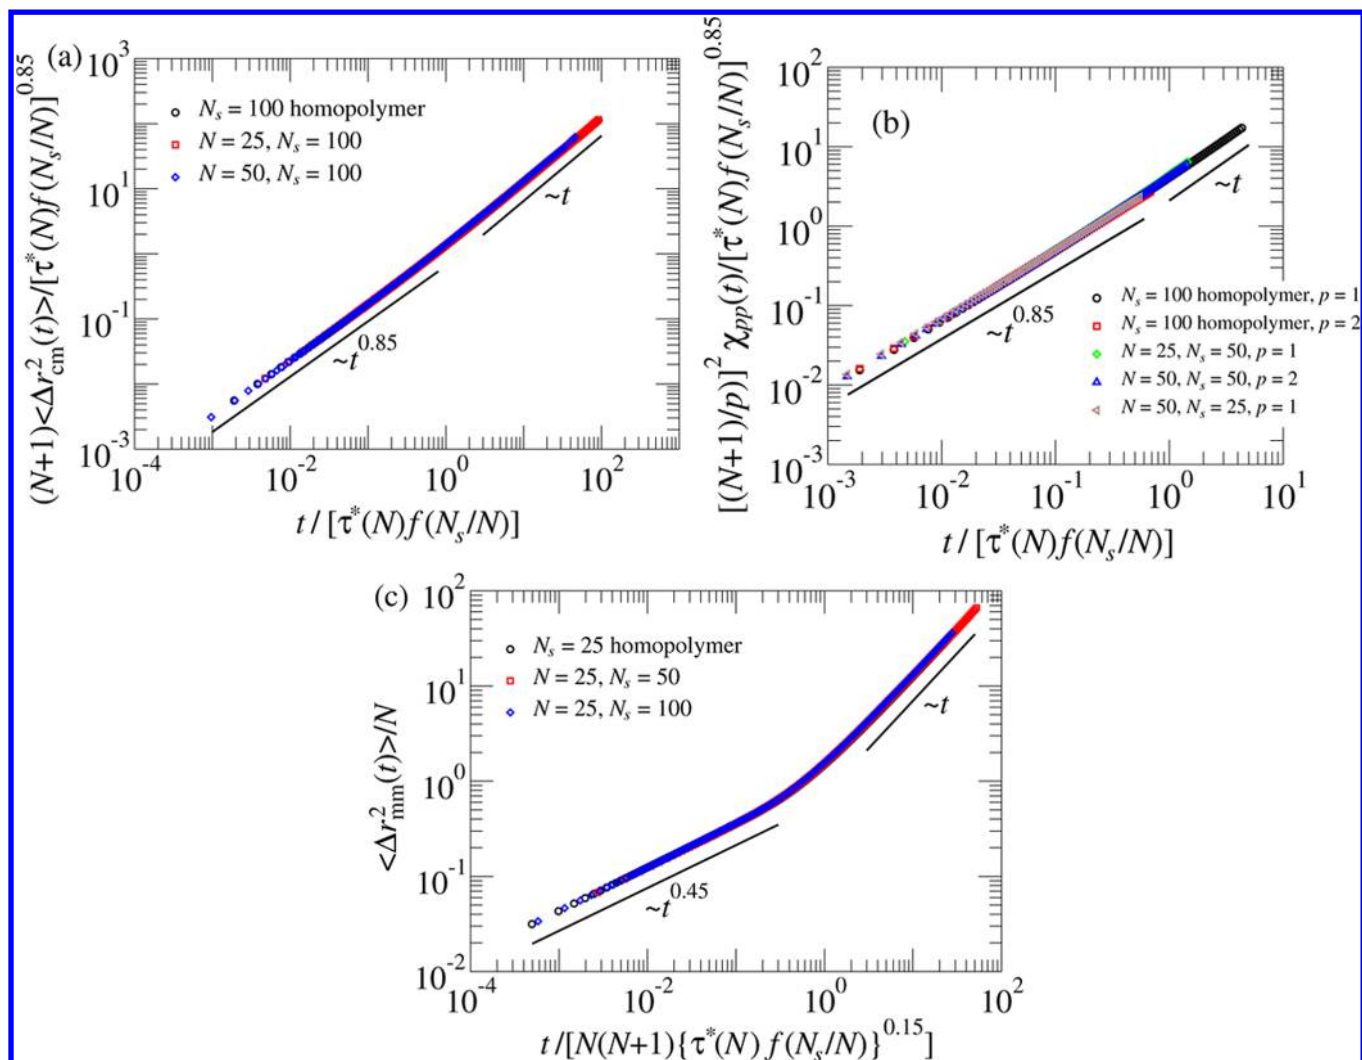 (a)
(N+1)<Δr²cm(t)>/[τ*(N)f(Nₛ/N)]^0.85
10³
10¹
10⁻¹
10⁻³
Nₛ = 100 homopolymer
N = 25, Nₛ = 100
N = 50, Nₛ = 100
~t
~t^0.85
10⁻⁴ 10⁻² 10⁰ 10²
t / [τ*(N)f(Nₛ/N)]
(b)
[(N+1)/p)]² χpp(t)/[τ*(N)f(Nₛ/N)]^0.85
10²
10¹
10⁰
10⁻¹
10⁻²
10⁻³
~t
~t^0.85
Nₛ = 100 homopolymer, p = 1
Nₛ = 100 homopolymer, p = 2
N = 25, Nₛ = 50, p = 1
N = 50, Nₛ = 50, p = 2
N = 50, Nₛ = 25, p = 1
10⁻³ 10⁻² 10⁻¹ 10⁰ 10¹
t / [τ*(N)f(Nₛ/N)]
(c)
<Δr²mm(t)>/N
10²
10¹
10⁰
10⁻¹
10⁻²
Nₛ = 25 homopolymer
N = 25, Nₛ = 50
N = 25, Nₛ = 100
~t
~t^0.45
10⁻⁴ 10⁻² 10⁰ 10²
t/[N(N+1){τ*(N) f(Nₛ/N)}^0.15]